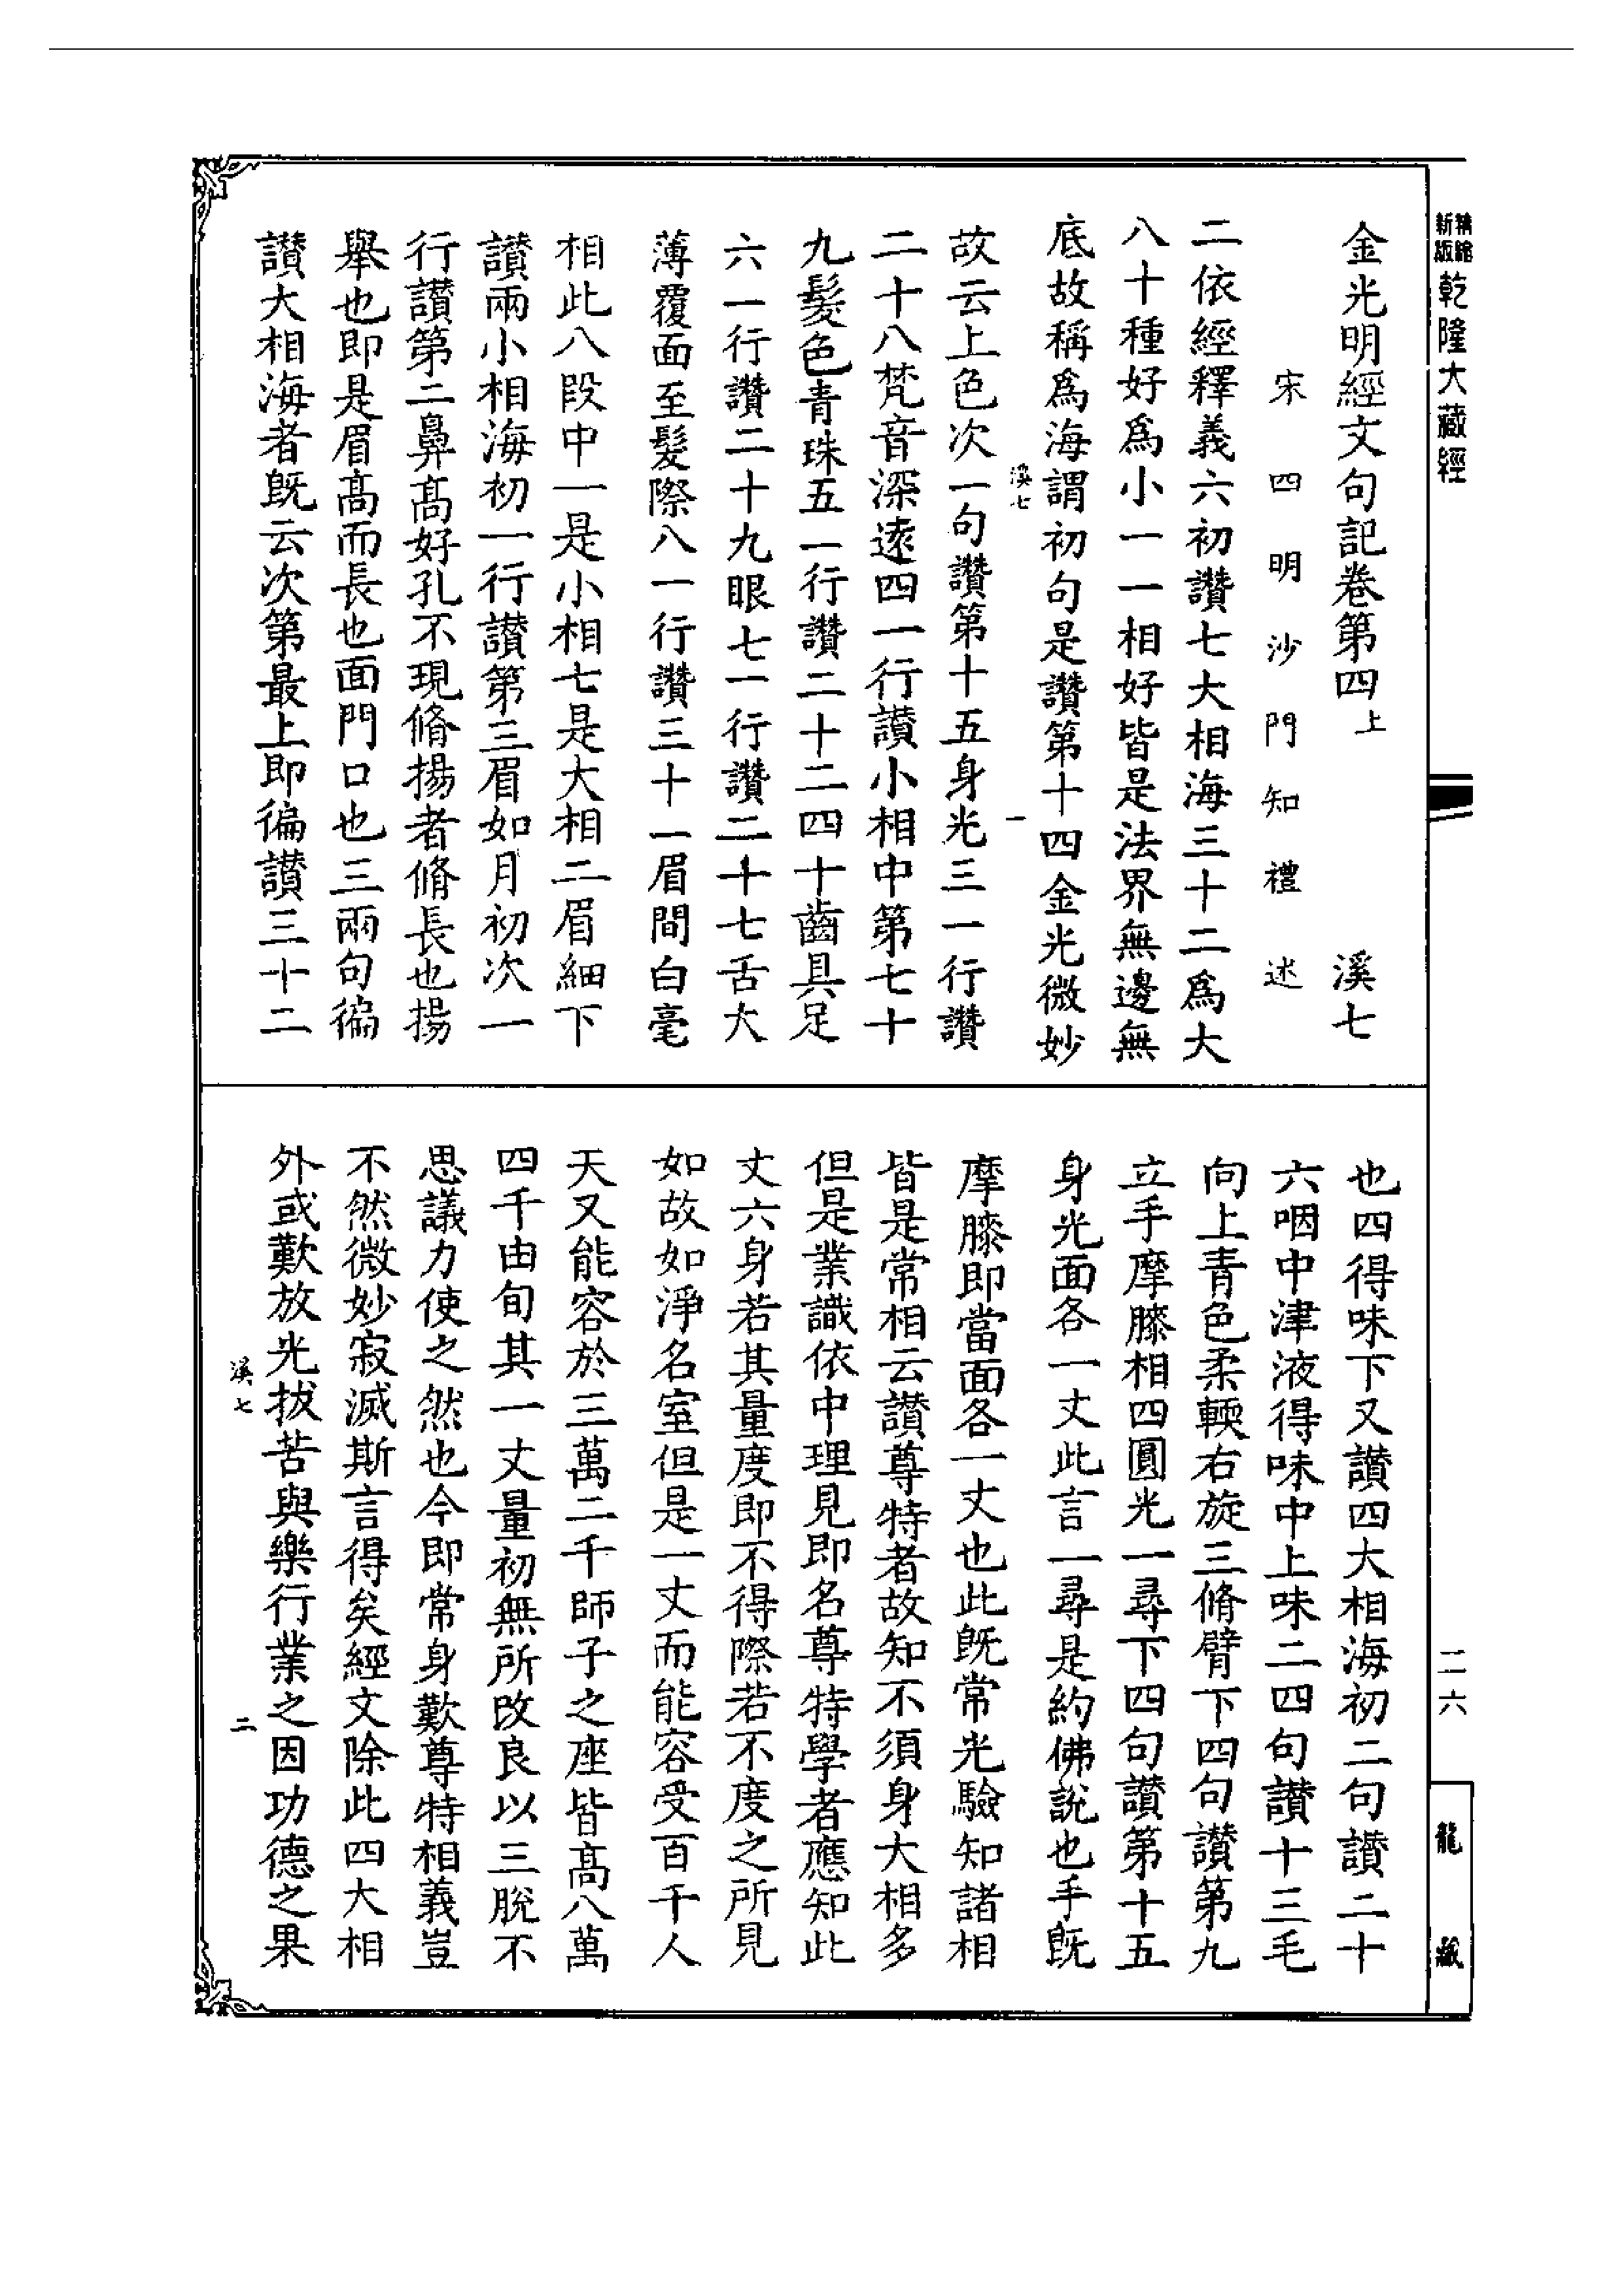 精縮新版乾隆大藏經
金光明經文句記卷第四上 溪七
宋四明沙門知禮述
二依經釋義六初讚七大相海三十二爲大
八十種好爲小一一相好皆是法界無邊無
底故稱爲海謂初句是讚第十四金光微妙
溪七 一
故云上色次一句讚第十五身光三一行讚
二十八梵音深遠四一行讚小相中第七十
九髮色青珠五一行讚二十二四十齒具足
六一行讚二十九眼七一行讚二十七舌大
薄覆面至髮際八一行讚三十一眉間白毫
相此八段中一是小相七是大相二眉細下
讚兩小相海初一行讚第三眉如月初次一
行讚第二鼻高好孔不現脩揚者脩長也揚
舉也即是眉高而長也面門口也三兩句徧
讚大相海者旣云次第最上即徧讚三十二
也四得味下又讚四大相海初二句讚二十
六咽中津液得味中上味二四句讚十三毛
向上青色柔輭右旋三脩臂下四句讚第九
立手摩膝相四圓光一尋下四句讚第十五
身光面各一丈此言一尋是約佛說也手旣
摩膝即當面各一丈也此旣常光驗知諸相
皆是常相云讚尊特者故知不須身大相多
但是業識依中理見即名尊特學者應知此
丈六身若其量度即不得際若不度之所見
如故如淨名室但是一丈而能容受百千人
天又能容於三萬二千師子之座皆高八萬
四千由旬其一丈量初無所改良以三脫不
思議力使之然也今即常身歎尊特相義豈
不然微妙寂滅斯言得矣經文除此四大相
外或歎放光拔苦與樂行業之因功德之果
溪七 二
二六
龍藏